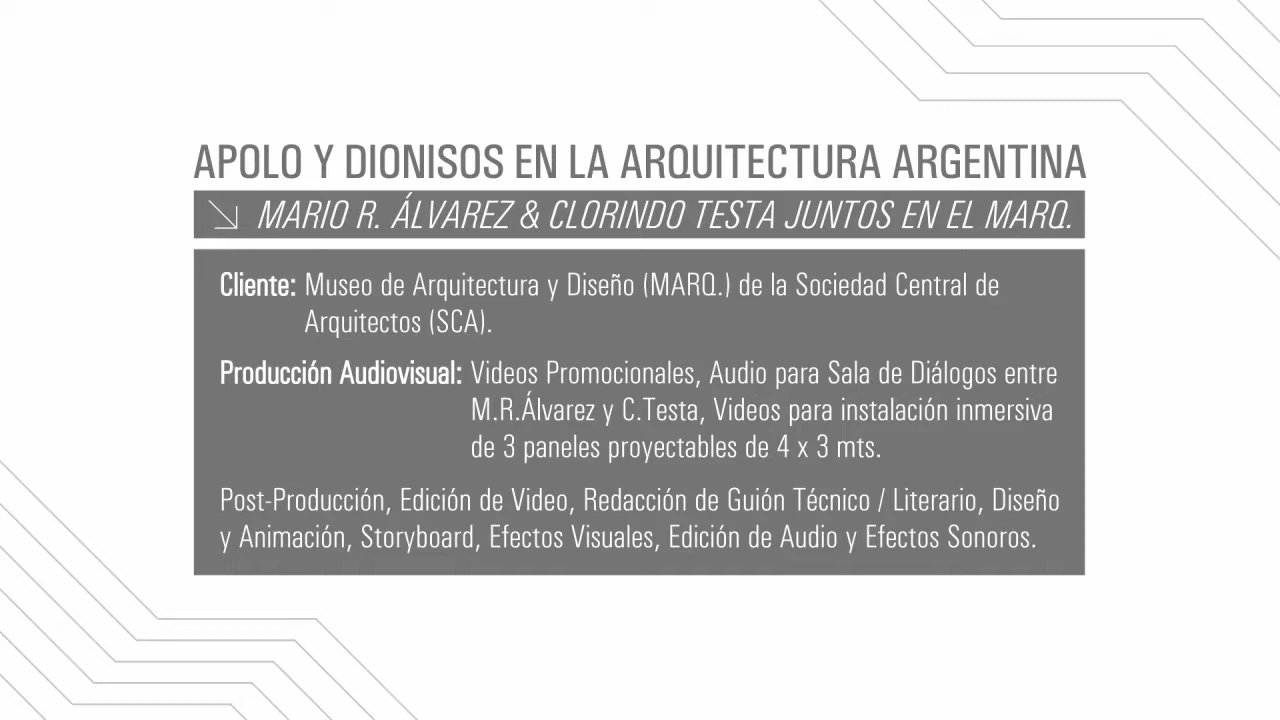 APOLO Y DIONISOS EN LA ARQUITECTURA ARGENTINA
MARIO R. ÁLVAREZ & CLORINDO TESTA JUNTOS EN EL MARQ.
Cliente: Museo de Arquitectura y Diseño (MARQ.) de la Sociedad Central de
Arquitectos (SCA).
Producción Audiovisual: Videos Promocionales, Audio para Sala de Diálogos entre
M.R.Álvarez y C.Testa, Videos para instalación inmersiva
de 3 paneles proyectables de 4 x 3 mts.
Post-Producción, Edición de Video, Redacción de Guión Técnico / Literario, Diseño
y Animación, Storyboard, Efectos Visuales, Edición de Audio y Efectos Sonoros.